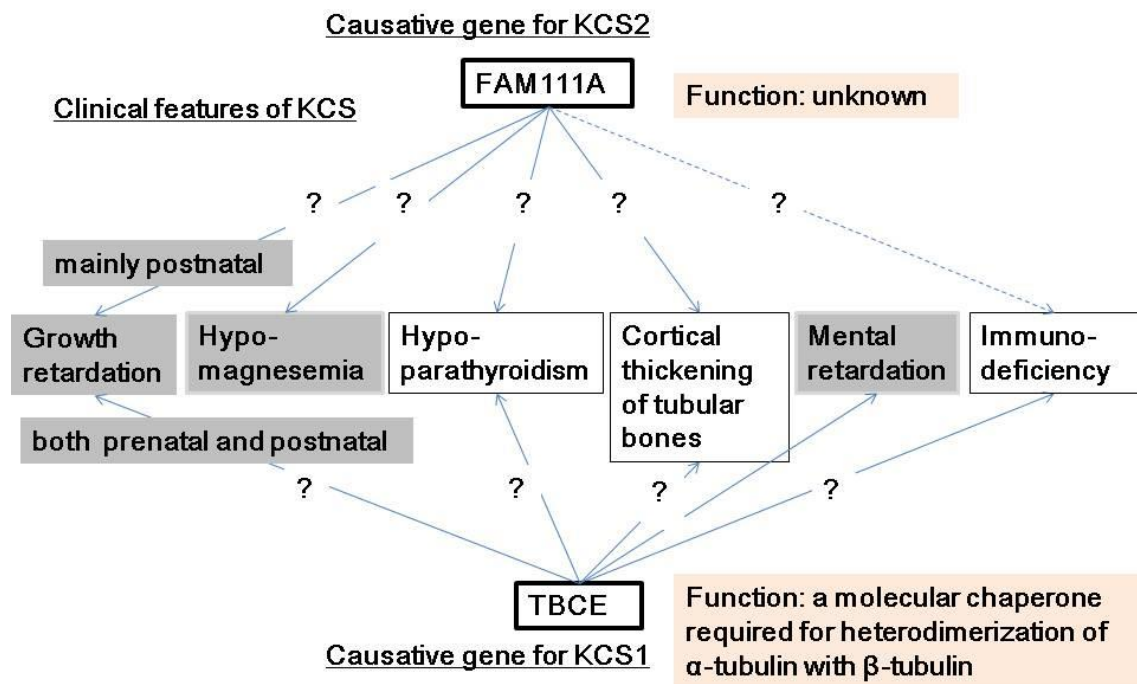 Causative gene for KCS2
FAM111A
Function: unknown
Clinical features of KCS
? ? ? ? ?
mainly postnatal
Growth
retardation
Hypo-
magnesemia
Hypo-
parathyroidism
Cortical
thickening
of tubular
bones
Mental
retardation
Immuno-
deficiency
both prenatal and postnatal
? ? ? ?
TBCE
Function: a molecular chaperone
required for heterodimerization of
α-tubulin with β-tubulin
Causative gene for KCS1